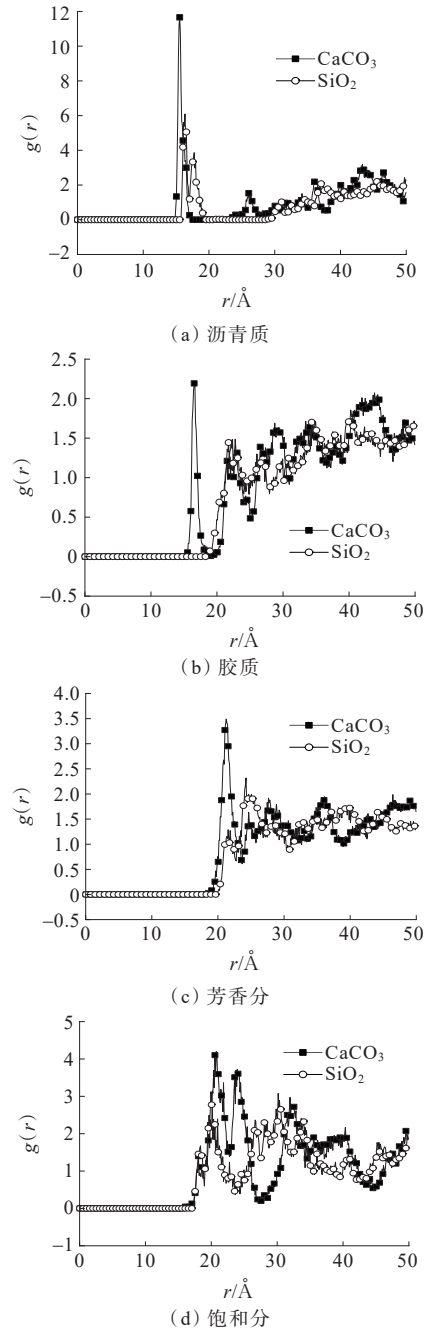 12
10
8
6
4
2
0
−2
g(r)
CaCO₃
SiO₂
0 10 20 30 40 50
r/Å
(a) 沥青质
2.5
2.0
1.5
1.0
0.5
0
−0.5
g(r)
CaCO₃
SiO₂
0 10 20 30 40 50
r/Å
(b) 胶质
4.0
3.5
3.0
2.5
2.0
1.5
1.0
0.5
0
−0.5
g(r)
CaCO₃
SiO₂
0 10 20 30 40 50
r/Å
(c) 芳香分
5
4
3
2
1
0
−1
g(r)
CaCO₃
SiO₂
0 10 20 30 40 50
r/Å
(d) 饱和分